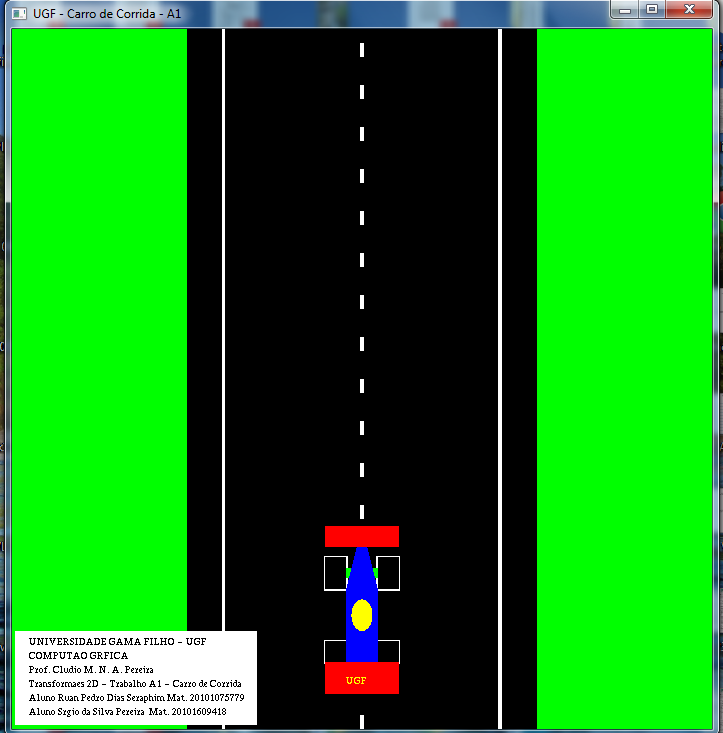 UGF - Carro de Corrida - A1
UGF
UNIVERSIDADE GAMA FILHO - UGF
COMPUTAO GRFICA
Prof. Cludio M. N. A. Pereira
Transformaes 2D - Trabalho A1 - Carro de Corrida
Aluno Ruan Pedro Dias Seraphim Mat. 20101075779
Aluno Srgio da Silva Pereira Mat. 20101609418